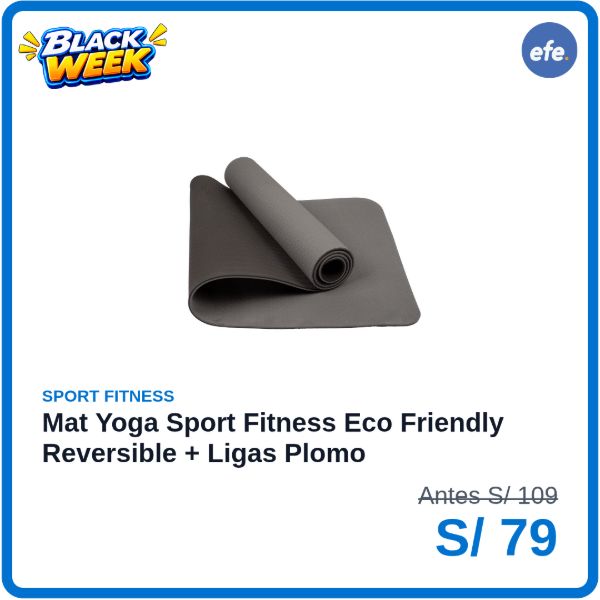 BLACK
WEEK
efe.
SPORT FITNESS
Mat Yoga Sport Fitness Eco Friendly
Reversible + Ligas Plomo
Antes S/ 109
S/ 79